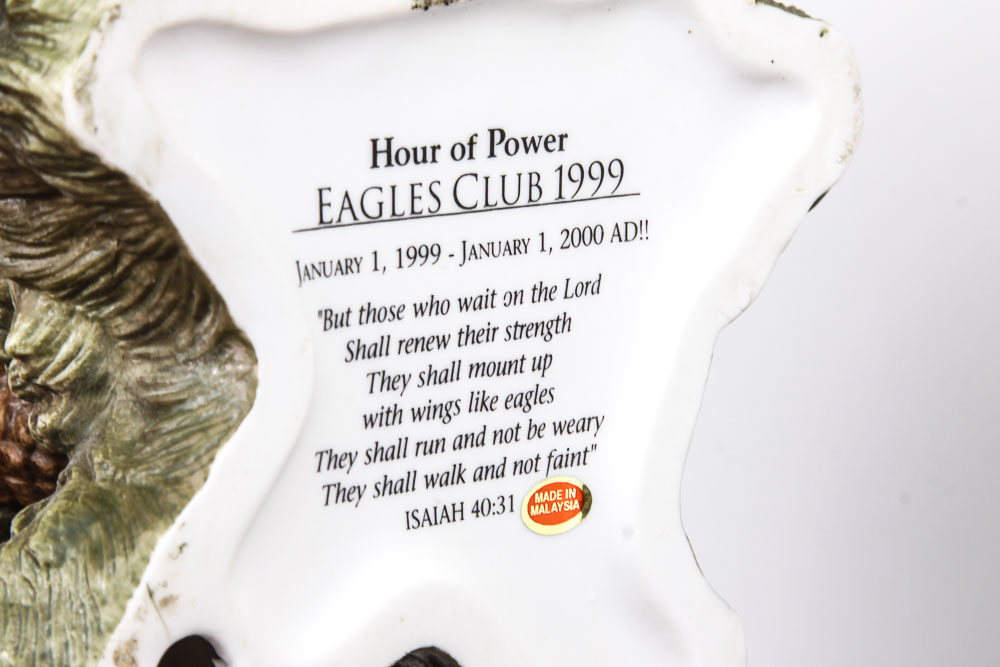 Hour of Power
EAGLES CLUB 1999
JANUARY 1, 1999 - JANUARY 1, 2000 AD!!
"But those who wait on the Lord
Shall renew their strength
They shall mount up
with wings like eagles
They shall run and not be weary
They shall walk and not faint"
ISAIAH 40:31
MADE IN
MALAYSIA